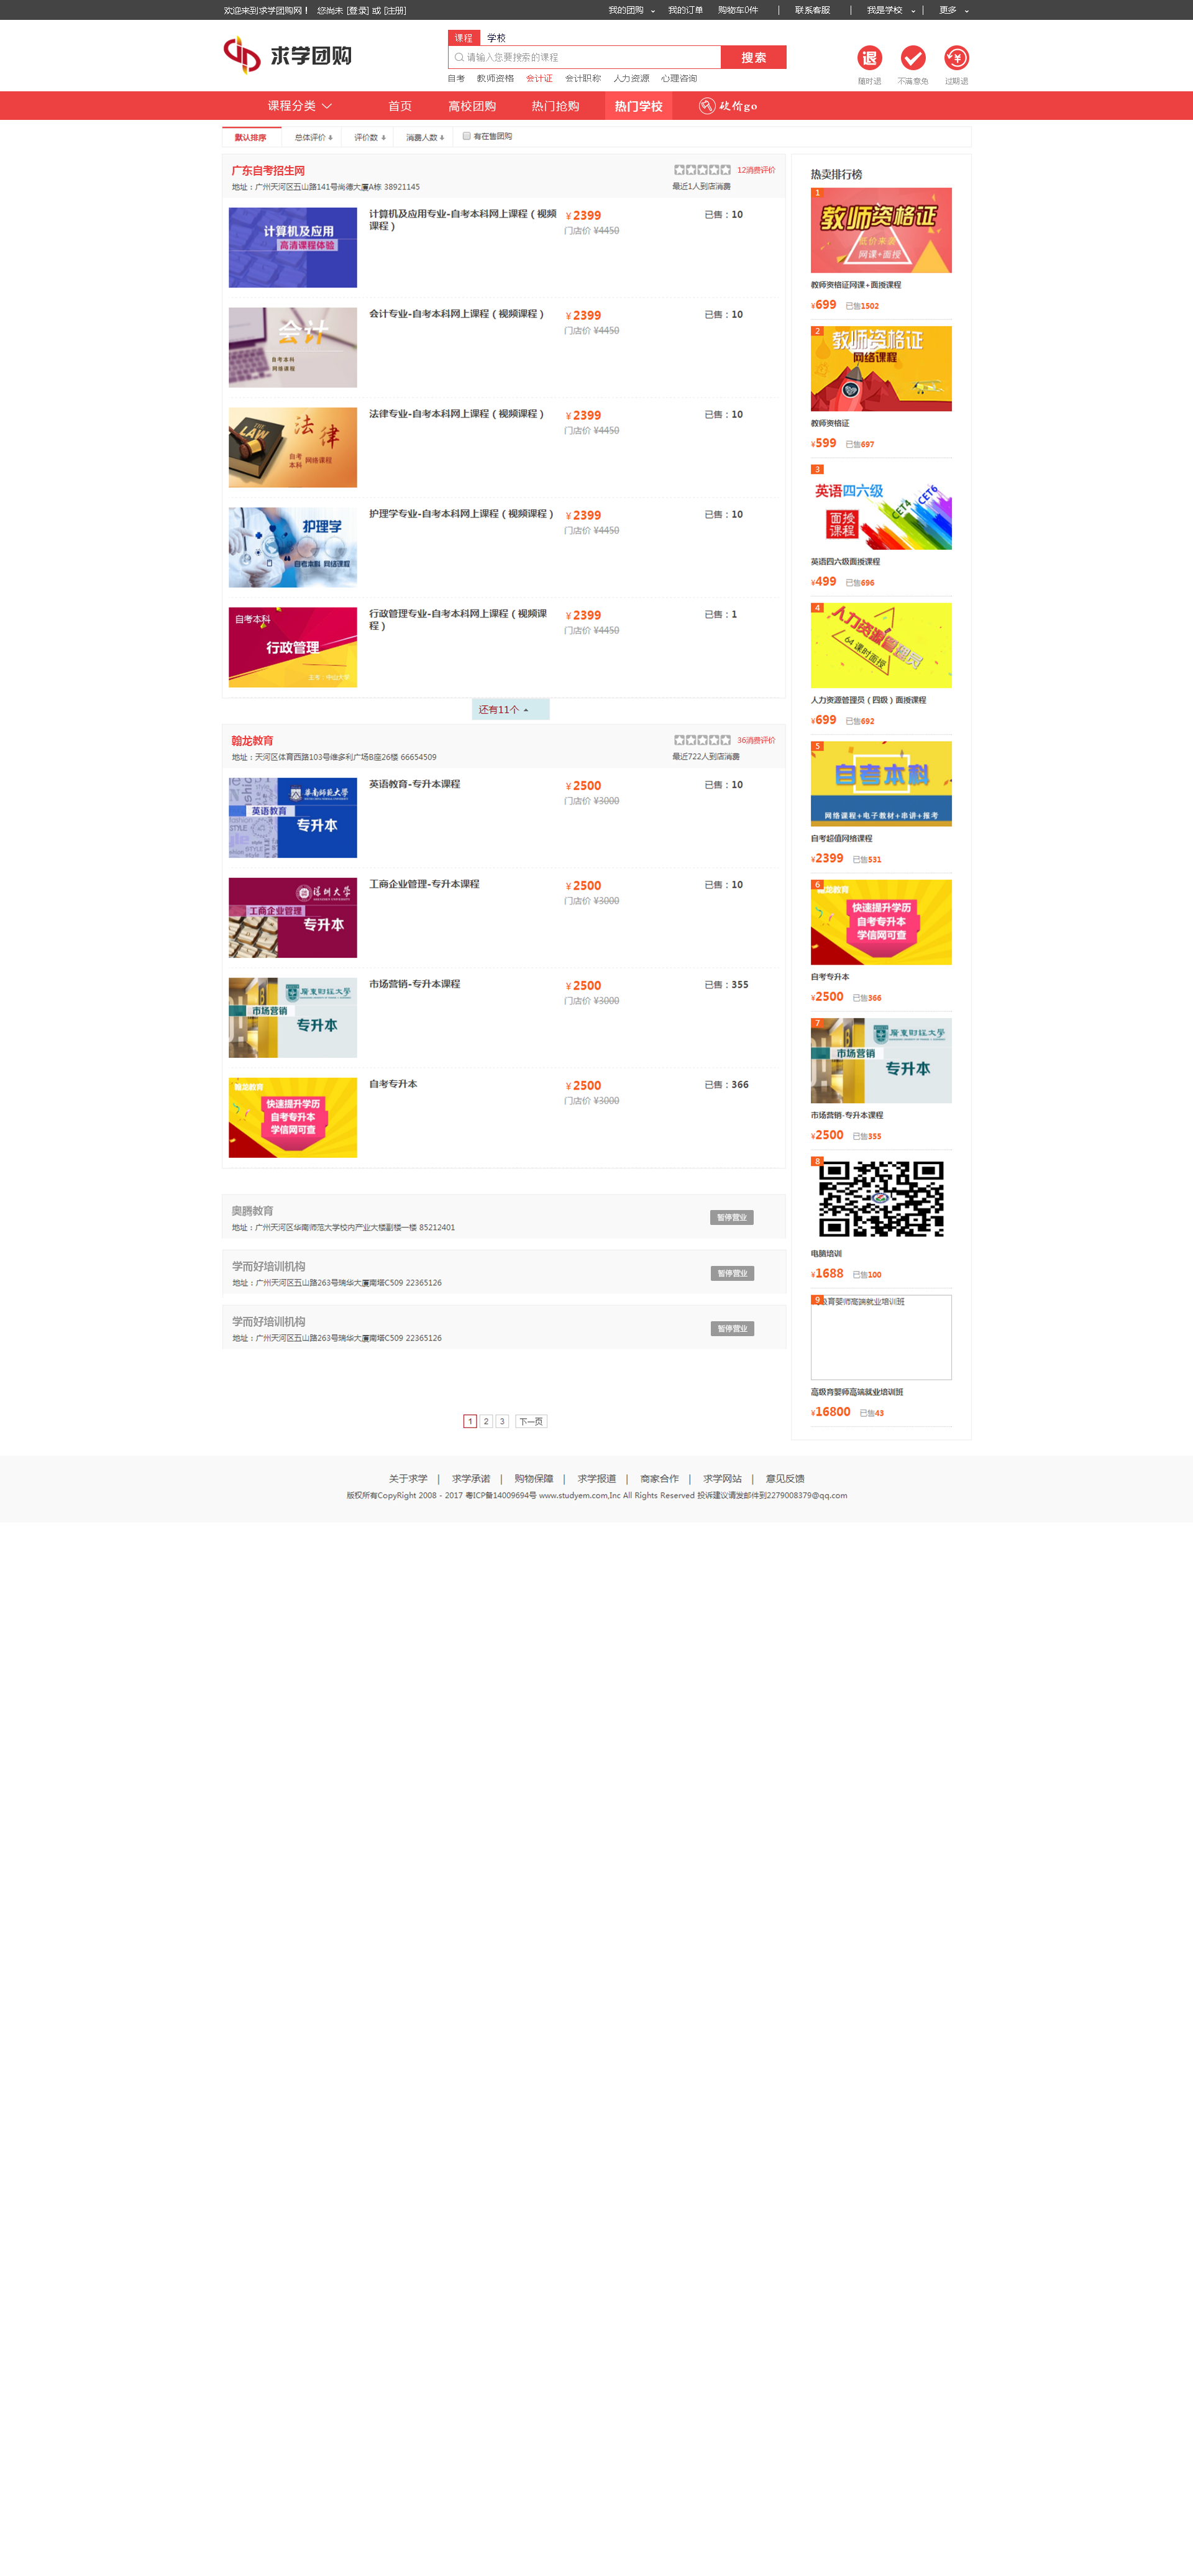 欢迎来到求学团购网！ 您尚未 [登录] 或 [注册]
我的团购 我的订单 购物车0件 | 联系客服 | 我是学校 | 更多
求学团购
课程 学校
请输入您要搜索的课程
搜索
自考 教师资格 会计证 会计职称 人力资源 心理咨询
退
随时退 不满意免 过期退
课程分类 首页 高校团购 热门抢购 热门学校 砍价go
默认排序 总体评价 评价数 消费人数 有在售团购
广东自考招生网
12消费评价
地址：广州天河区五山路141号尚德大厦A栋 38921145
最近1人到店消费
计算机及应用
高清课程体验
计算机及应用专业-自考本科网上课程（视频课程）
¥ 2399
门店价 ¥4450
已售：10
会计
自考本科
网络课程
会计专业-自考本科网上课程（视频课程）
¥ 2399
门店价 ¥4450
已售：10
LAW
法律
自考
本科 网络课程
法律专业-自考本科网上课程（视频课程）
¥ 2399
门店价 ¥4450
已售：10
护理学
自考本科 网络课程
护理学专业-自考本科网上课程（视频课程）
¥ 2399
门店价 ¥4450
已售：10
自考本科
行政管理
主考：中山大学
行政管理专业-自考本科网上课程（视频课程）
¥ 2399
门店价 ¥4450
已售：1
还有11个
翰龙教育
36消费评价
地址：天河区体育西路103号维多利广场B座26楼 66654509
最近722人到店消费
华南师范大学
英语教育
专升本
英语教育-专升本课程
¥ 2500
门店价 ¥3000
已售：10
深圳大学
工商企业管理
专升本
工商企业管理-专升本课程
¥ 2500
门店价 ¥3000
已售：10
广东财经大学
市场营销
专升本
市场营销-专升本课程
¥ 2500
门店价 ¥3000
已售：355
翰龙教育
快速提升学历
自考专升本
学信网可查
自考专升本
¥ 2500
门店价 ¥3000
已售：366
奥腾教育
地址：广州天河区华南师范大学校内产业大楼副楼一楼 85212401
暂停营业
学而好培训机构
地址：广州天河区五山路263号瑞华大厦南塔C509 22365126
暂停营业
学而好培训机构
地址：广州天河区五山路263号瑞华大厦南塔C509 22365126
暂停营业
1 2 3 下一页
热卖排行榜
1
教师资格证
低价来袭
网课+面授
教师资格证网课+面授课程
¥699 已售1502
2
教师资格证
网络课程
教师资格证
¥599 已售697
3
英语四六级
CET4 CET6
面授
课程
英语四六级面授课程
¥499 已售696
4
人力资源管理员
64课时面授
人力资源管理员（四级）面授课程
¥699 已售692
5
自考本科
网络课程+电子教材+串讲+报考
自考超值网络课程
¥2399 已售531
6
翰龙教育
快速提升学历
自考专升本
学信网可查
自考专升本
¥2500 已售366
7
广东财经大学
市场营销
专升本
市场营销-专升本课程
¥2500 已售355
8
电脑培训
¥1688 已售100
9
高级育婴师高端就业培训班
高级育婴师高端就业培训班
¥16800 已售43
关于求学 | 求学承诺 | 购物保障 | 求学报道 | 商家合作 | 求学网站 | 意见反馈
版权所有CopyRight 2008 - 2017 粤ICP备14009694号 www.studyem.com,Inc All Rights Reserved 投诉建议请发邮件到2279008379@qq.com